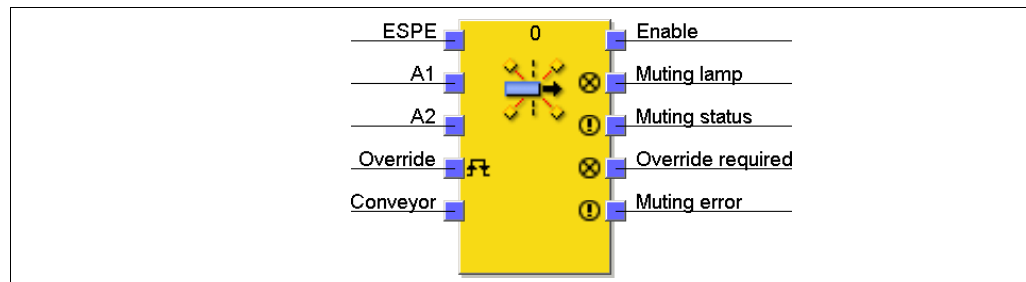 ESPE 0 Enable
A1 Muting lamp
A2 Muting status
Override Override required
Conveyor Muting error